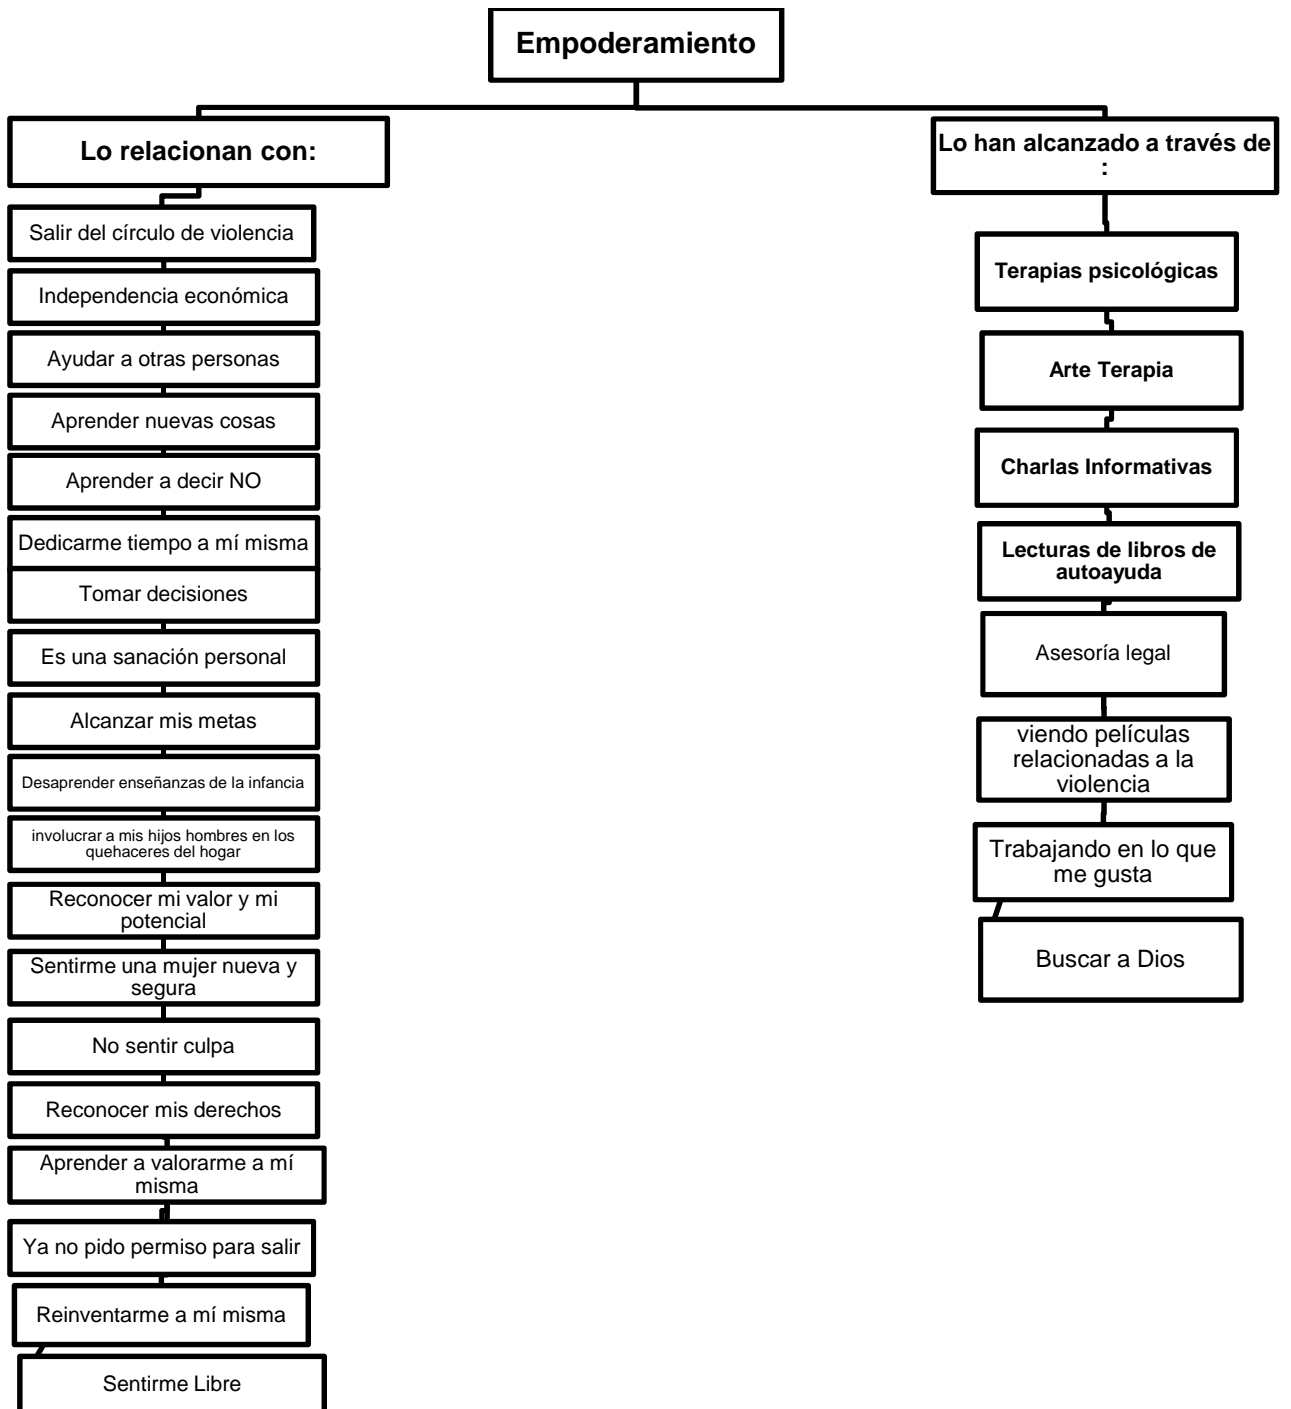 Empoderamiento
Lo relacionan con:
Salir del círculo de violencia
Independencia económica
Ayudar a otras personas
Aprender nuevas cosas
Aprender a decir NO
Dedicarme tiempo a mí misma
Tomar decisiones
Es una sanación personal
Alcanzar mis metas
Desaprender enseñanzas de la infancia
involucrar a mis hijos hombres en los
quehaceres del hogar
Reconocer mi valor y mi
potencial
Sentirme una mujer nueva y
segura
No sentir culpa
Reconocer mis derechos
Aprender a valorarme a mí
misma
Ya no pido permiso para salir
Reinventarme a mí misma
Sentirme Libre
Lo han alcanzado a través de
:
Terapias psicológicas
Arte Terapia
Charlas Informativas
Lecturas de libros de
autoayuda
Asesoría legal
viendo películas
relacionadas a la
violencia
Trabajando en lo que
me gusta
Buscar a Dios